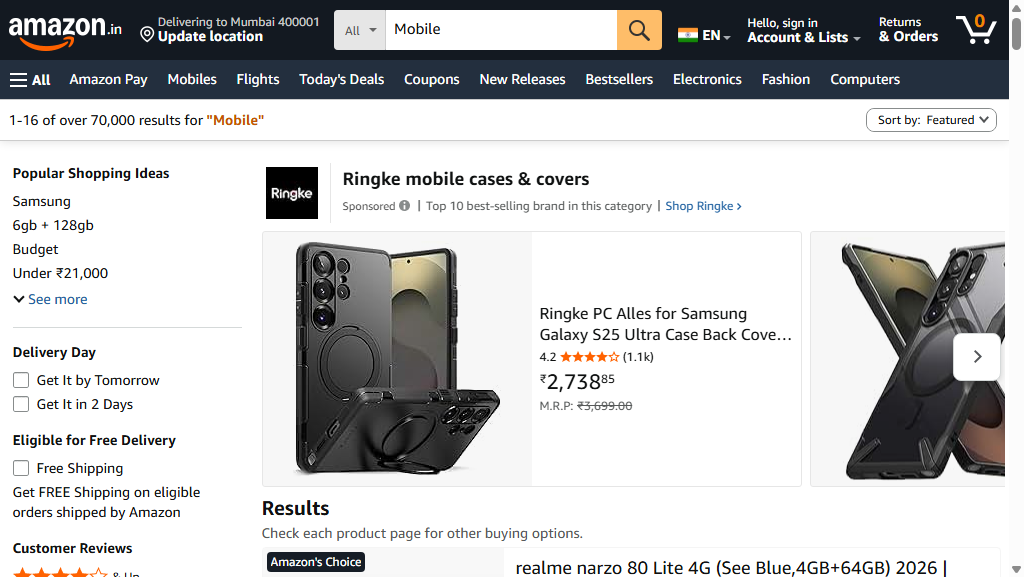 amazon.in
Delivering to Mumbai 400001
Update location
All
Mobile
EN
Hello, sign in
Account & Lists
Returns
& Orders
0
All
Amazon Pay
Mobiles
Flights
Today's Deals
Coupons
New Releases
Bestsellers
Electronics
Fashion
Computers
1-16 of over 70,000 results for "Mobile"
Sort by: Featured
Popular Shopping Ideas
Samsung
6gb + 128gb
Budget
Under ₹21,000
See more
Delivery Day
Get It by Tomorrow
Get It in 2 Days
Eligible for Free Delivery
Free Shipping
Get FREE Shipping on eligible
orders shipped by Amazon
Customer Reviews
& Up
Ringke
Ringke mobile cases & covers
Sponsored | Top 10 best-selling brand in this category | Shop Ringke
Ringke PC Alles for Samsung
Galaxy S25 Ultra Case Back Cove…
4.2 (1.1k)
₹2,738.85
M.R.P: ₹3,699.00
Results
Check each product page for other buying options.
Amazon's Choice
realme narzo 80 Lite 4G (See Blue,4GB+64GB) 2026 |